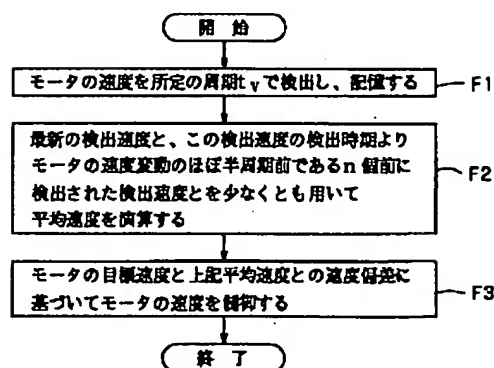 開 始
モータの速度を所定の周期tvで検出し、記憶する
F1
最新の検出速度と、この検出速度の検出時期より
モータの速度変動のほぼ半周期前であるn 個前に
検出された検出速度とを少なくとも用いて
平均速度を演算する
F2
モータの目標速度と上記平均速度との速度偏差に
基づいてモータの速度を制御する
F3
終 了